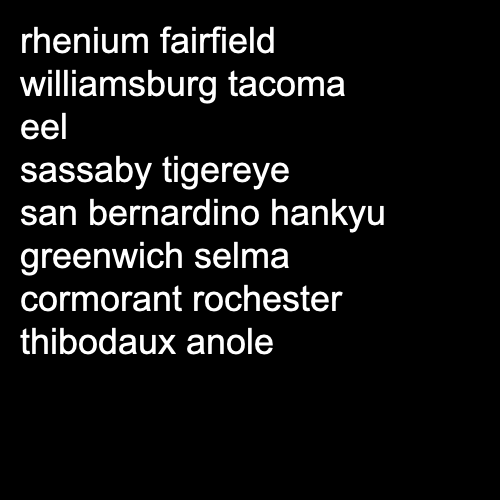 rhenium fairfield
williamsburg tacoma
eel
sassaby tigereye
san bernardino hankyu
greenwich selma
cormorant rochester
thibodaux anole